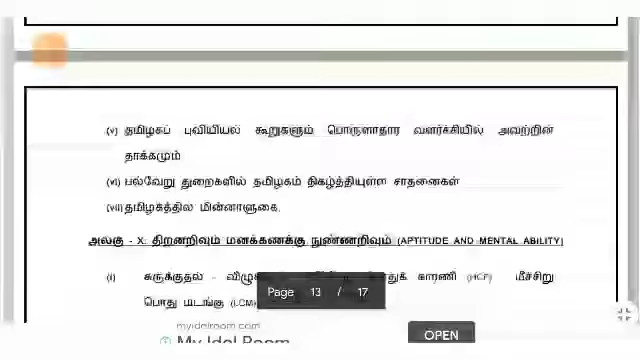 (v) தமிழகப் புவியியல் கூறுகளும் பொருளாதார வளர்ச்சியில் அவற்றின்
தாக்கமும்
(vi) பல்வேறு துறைகளில் தமிழகம் நிகழ்த்தியுள்ள சாதனைகள்
(vii) தமிழகத்தில் மின்னாளுகை.
அலகு - X: திறனறிவும் மனக்கணக்கு நுண்ணறிவும் (APTITUDE AND MENTAL ABILITY)
(i) சுருக்குதல் – காரணி (HCF) மீச்சிறு
Page 13 / 17
பொது மடங்கு (LCM)
myidolroom.com
My Idol Room
OPEN